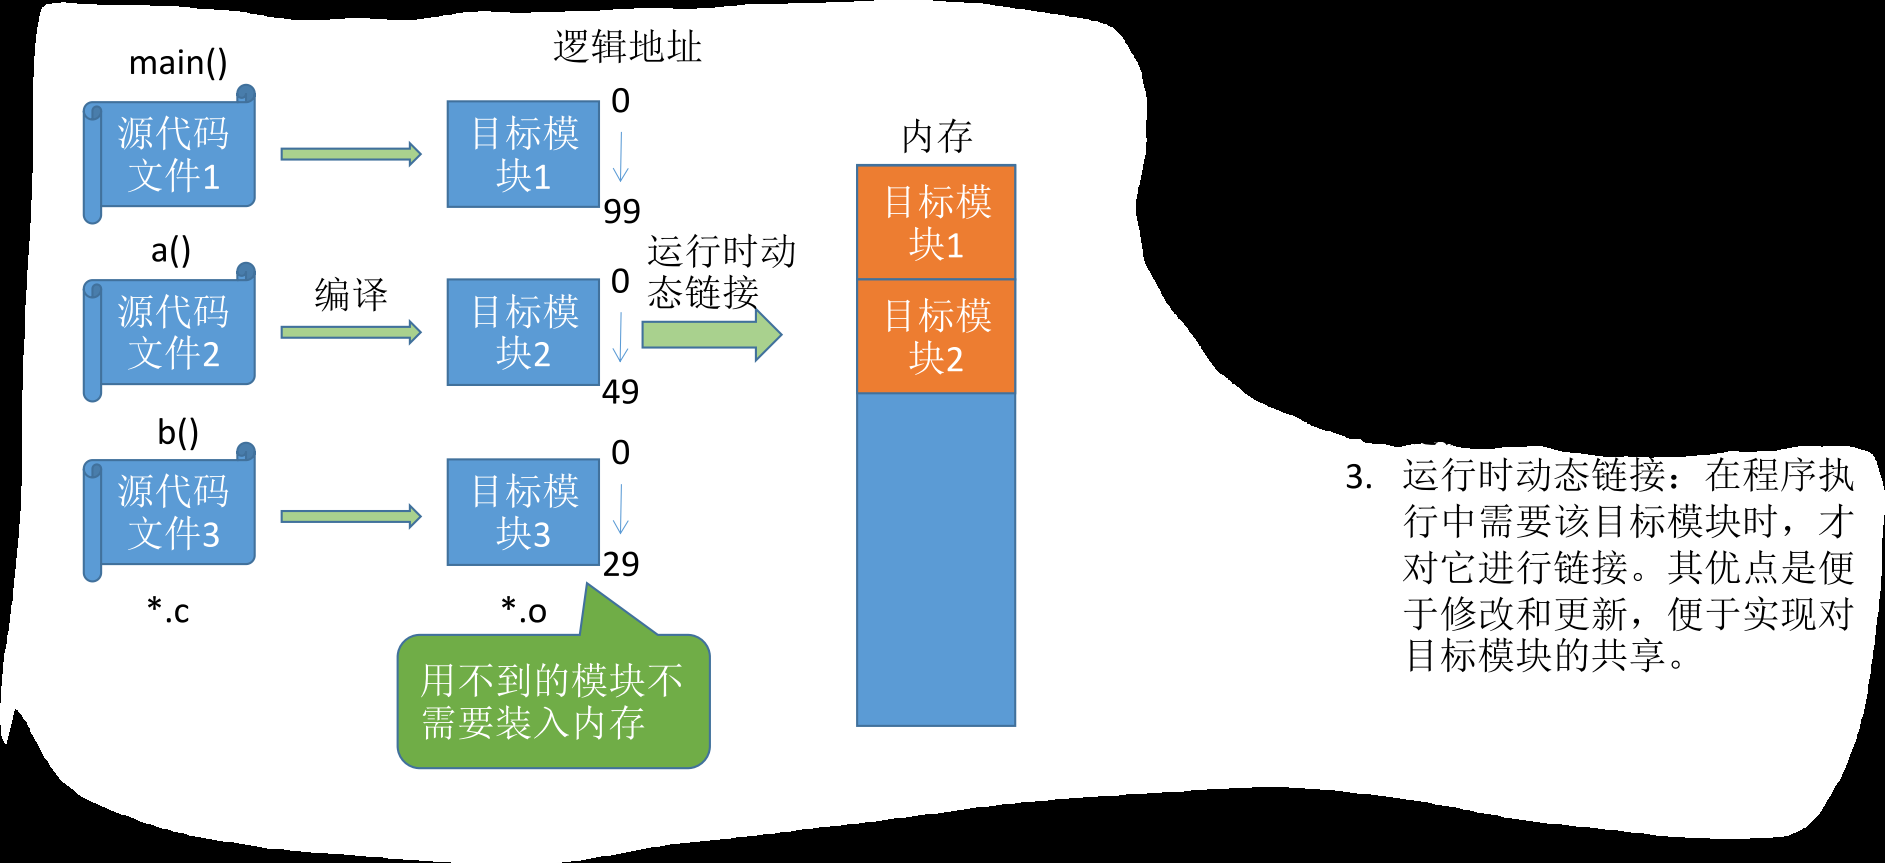 逻辑地址
main()
源代码
文件1
目标模
块1
0
99
a()
源代码
文件2
编译
目标模
块2
0
49
运行时动
态链接
b()
源代码
文件3
目标模
块3
0
29
*.c
*.o
用不到的模块不
需要装入内存
内存
目标模
块1
目标模
块2
3. 运行时动态链接：在程序执
行中需要该目标模块时，才
对它进行链接。其优点是便
于修改和更新，便于实现对
目标模块的共享。